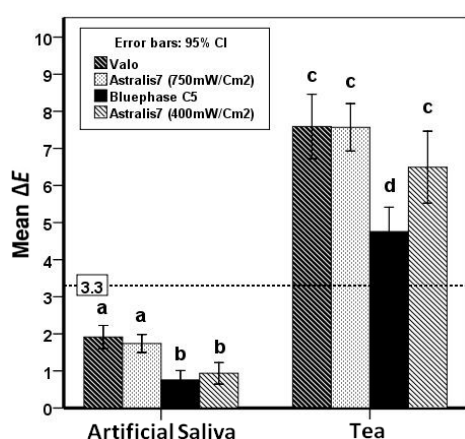 Error bars: 95% CI
Valo
Astralis7 (750mW/Cm2)
Bluephase C5
Astralis7 (400mW/Cm2)
Mean ΔE
10
9
8
7
6
5
4
3
2
1
0
3.3
a a b b
c c d c
Artificial Saliva Tea